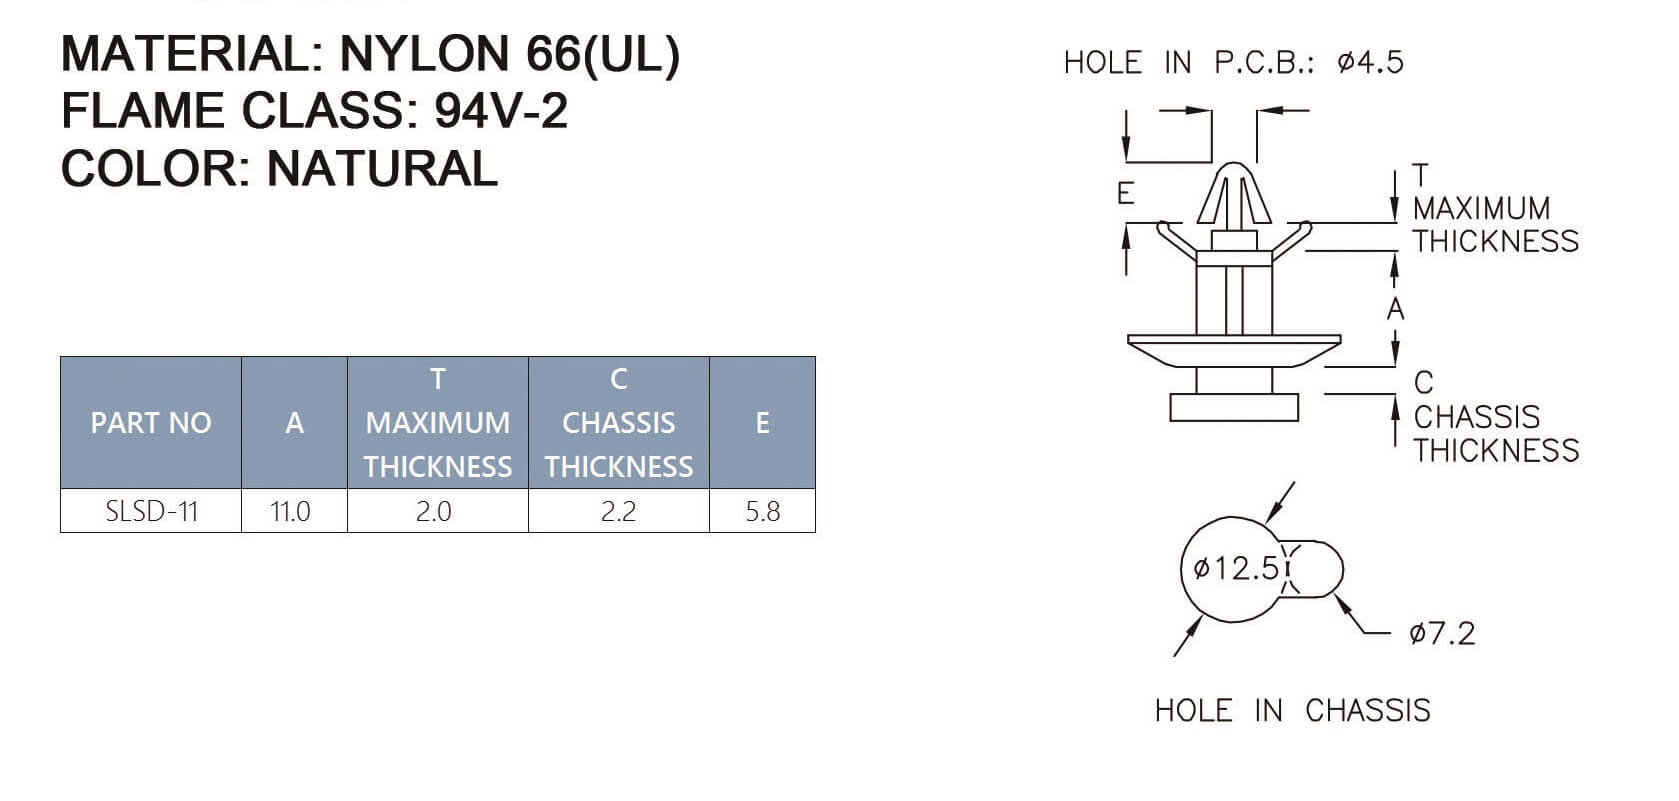 MATERIAL: NYLON 66(UL)
FLAME CLASS: 94V-2
COLOR: NATURAL
PART NO
A
T
MAXIMUM
THICKNESS
C
CHASSIS
THICKNESS
E
SLSD-11
11.0
2.0
2.2
5.8
HOLE IN P.C.B.: ø4.5
E
T
MAXIMUM
THICKNESS
A
C
CHASSIS
THICKNESS
ø12.5
ø7.2
HOLE IN CHASSIS